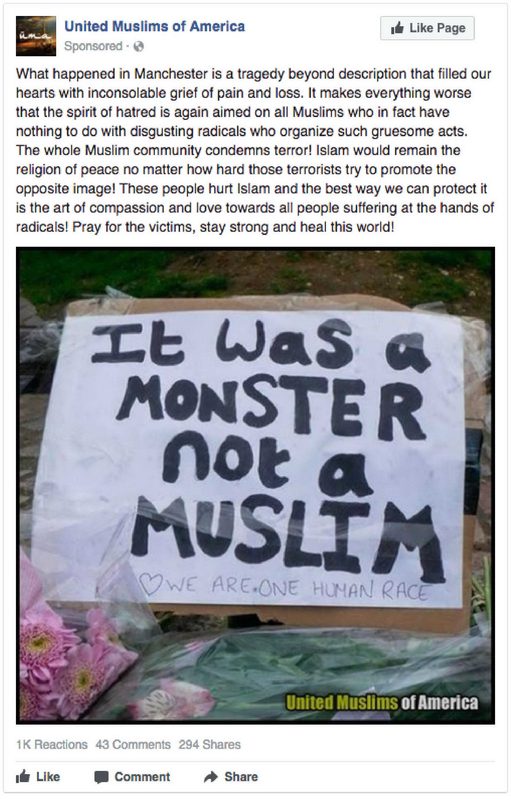 uma
United Muslims of America
Like Page
Sponsored ·
What happened in Manchester is a tragedy beyond description that filled our
hearts with inconsolable grief of pain and loss. It makes everything worse
that the spirit of hatred is again aimed on all Muslims who in fact have
nothing to do with disgusting radicals who organize such gruesome acts.
The whole Muslim community condemns terror! Islam would remain the
religion of peace no matter how hard those terrorists try to promote the
opposite image! These people hurt Islam and the best way we can protect it
is the art of compassion and love towards all people suffering at the hands of
radicals! Pray for the victims, stay strong and heal this world!
It was a
MONSTER
not a
MUSLIM
♡WE ARE ONE HUMAN RACE
United Muslims of America
1K Reactions 43 Comments 294 Shares
Like Comment Share